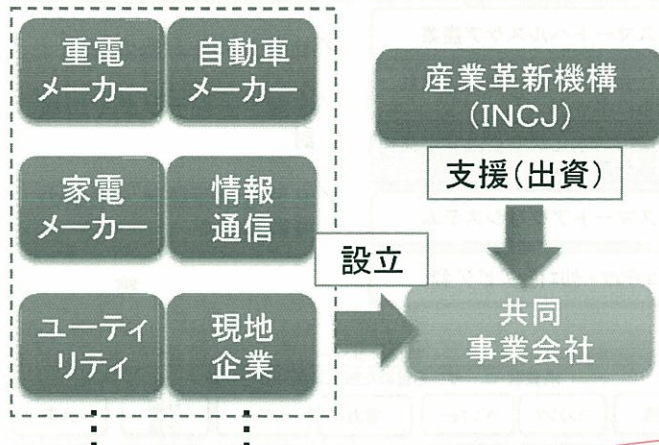 重電
メーカー
自動車
メーカー
産業革新機構
(INCJ)
支援(出資)
家電
メーカー
情報
通信
設立
ユーティ
リティ
現地
企業
共同
事業会社